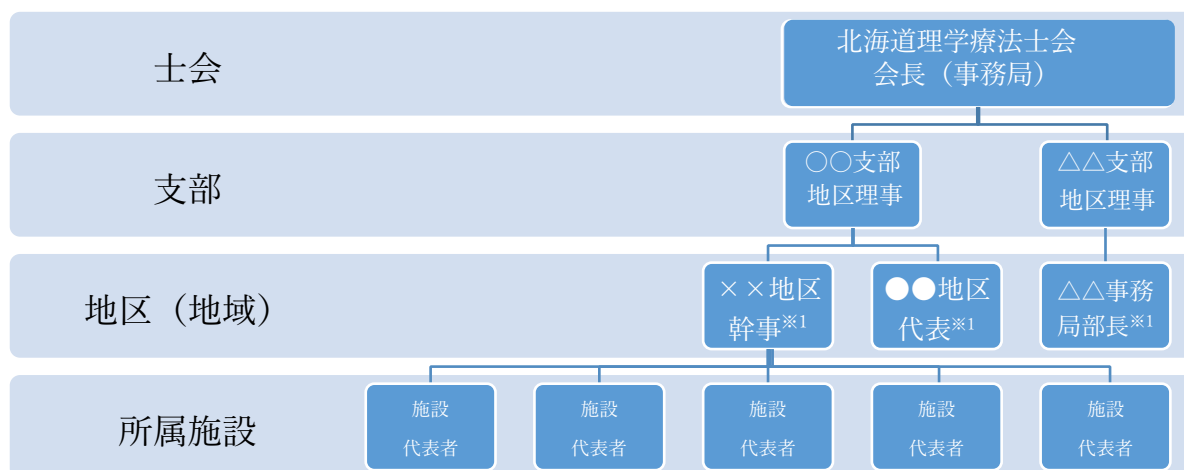 士会
北海道理学療法士会
会長（事務局）
支部
〇〇支部
地区理事
△△支部
地区理事
地区（地域）
××地区
幹事※1
●●地区
代表※1
△△事務
局部長※1
所属施設
施設
代表者
施設
代表者
施設
代表者
施設
代表者
施設
代表者